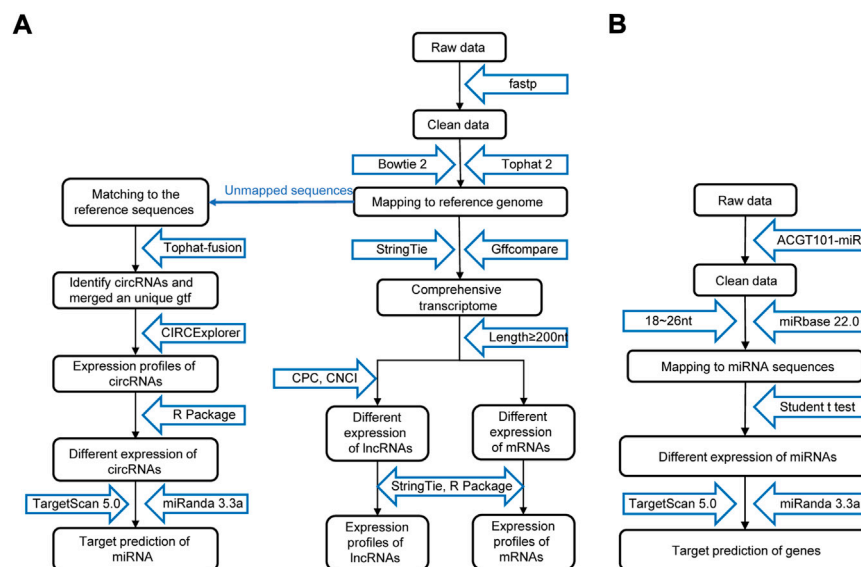 A
Raw data
fastp
Clean data
Bowtie 2
Tophat 2
Unmapped sequences
Mapping to reference genome
Matching to the
reference sequences
Tophat-fusion
StringTie
Gffcompare
Identify circRNAs and
merged an unique gtf
Comprehensive
transcriptome
CIRCExplorer
Length≥200nt
Expression profiles of
circRNAs
CPC, CNCI
R Package
Different
expression
of lncRNAs
Different
expression
of mRNAs
Different expression of
circRNAs
StringTie, R Package
TargetScan 5.0
miRanda 3.3a
Target prediction of
miRNA
Expression
profiles of
lncRNAs
Expression
profiles of
mRNAs
B
Raw data
ACGT101-miR
Clean data
18~26nt
miRbase 22.0
Mapping to miRNA sequences
Student t test
Different expression of miRNAs
TargetScan 5.0
miRanda 3.3a
Target prediction of genes